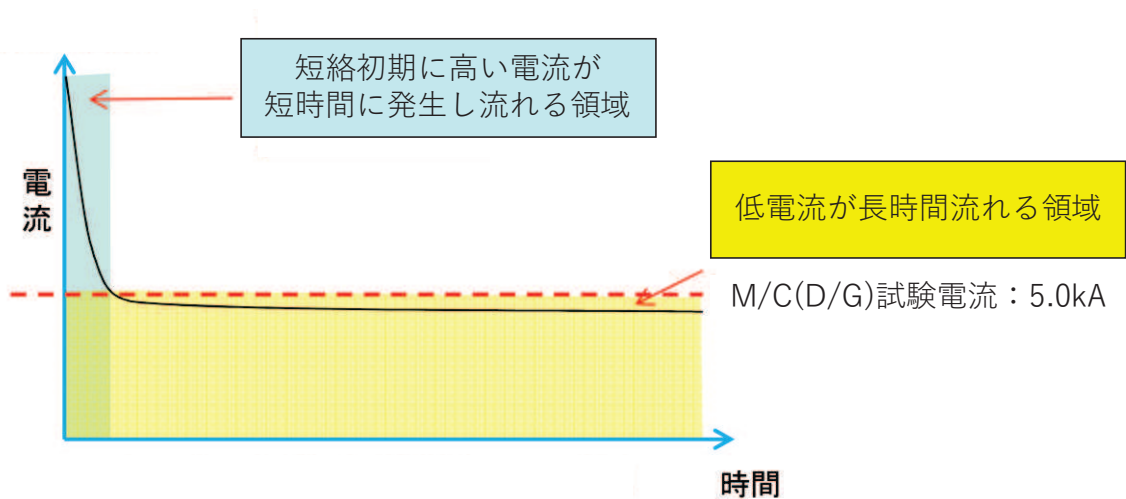 短絡初期に高い電流が
短時間に発生し流れる領域
電流
低電流が長時間流れる領域
M/C(D/G)試験電流：5.0kA
時間